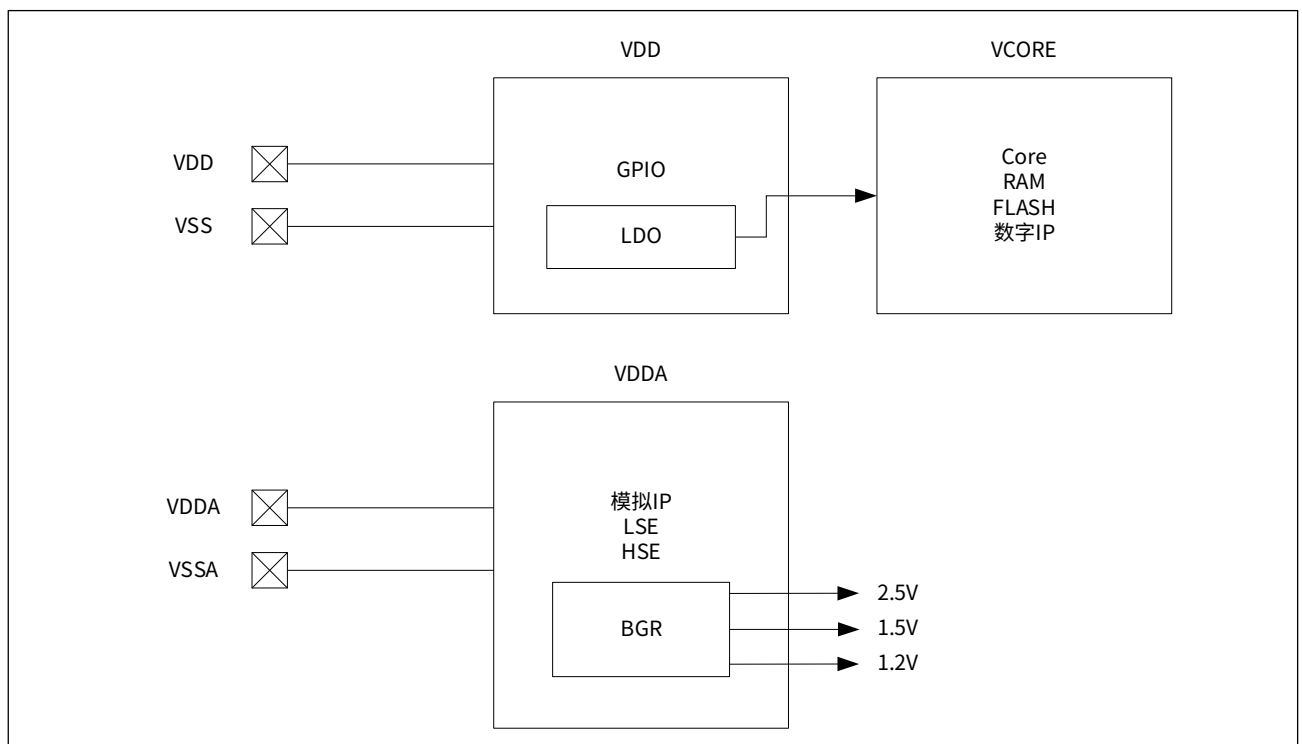 VDD
VCORE
VDD
VSS
GPIO
LDO
Core
RAM
FLASH
数字IP
VDDA
VDDA
VSSA
模拟IP
LSE
HSE
BGR
2.5V
1.5V
1.2V